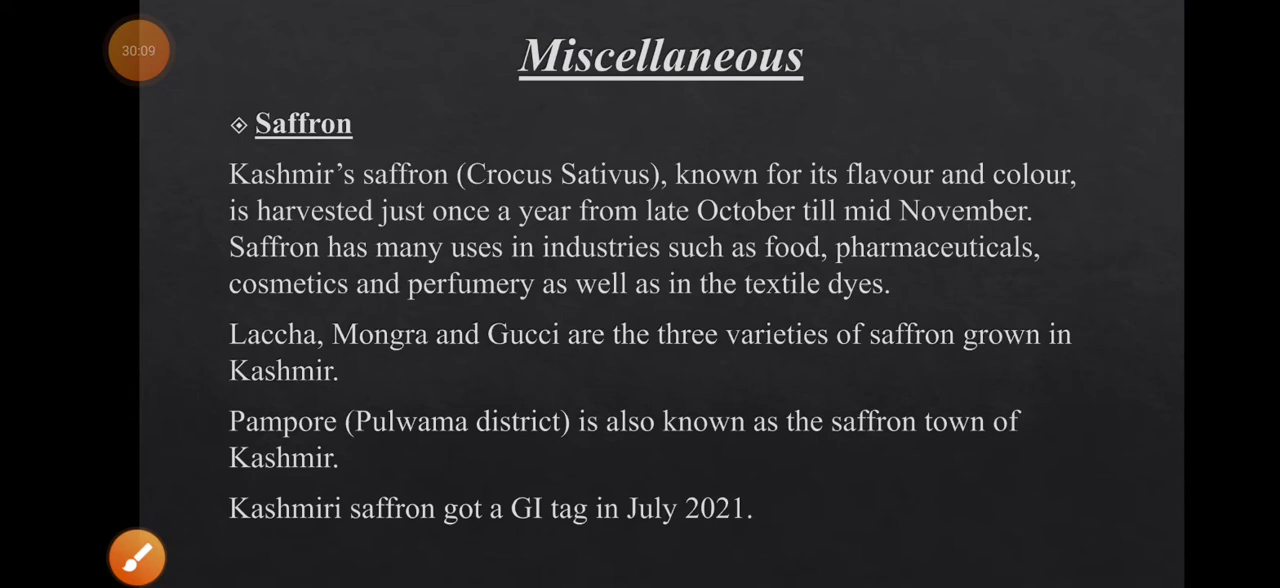 30:09
Miscellaneous
Saffron
Kashmir’s saffron (Crocus Sativus), known for its flavour and colour,
is harvested just once a year from late October till mid November.
Saffron has many uses in industries such as food, pharmaceuticals,
cosmetics and perfumery as well as in the textile dyes.
Laccha, Mongra and Gucci are the three varieties of saffron grown in
Kashmir.
Pampore (Pulwama district) is also known as the saffron town of
Kashmir.
Kashmiri saffron got a GI tag in July 2021.